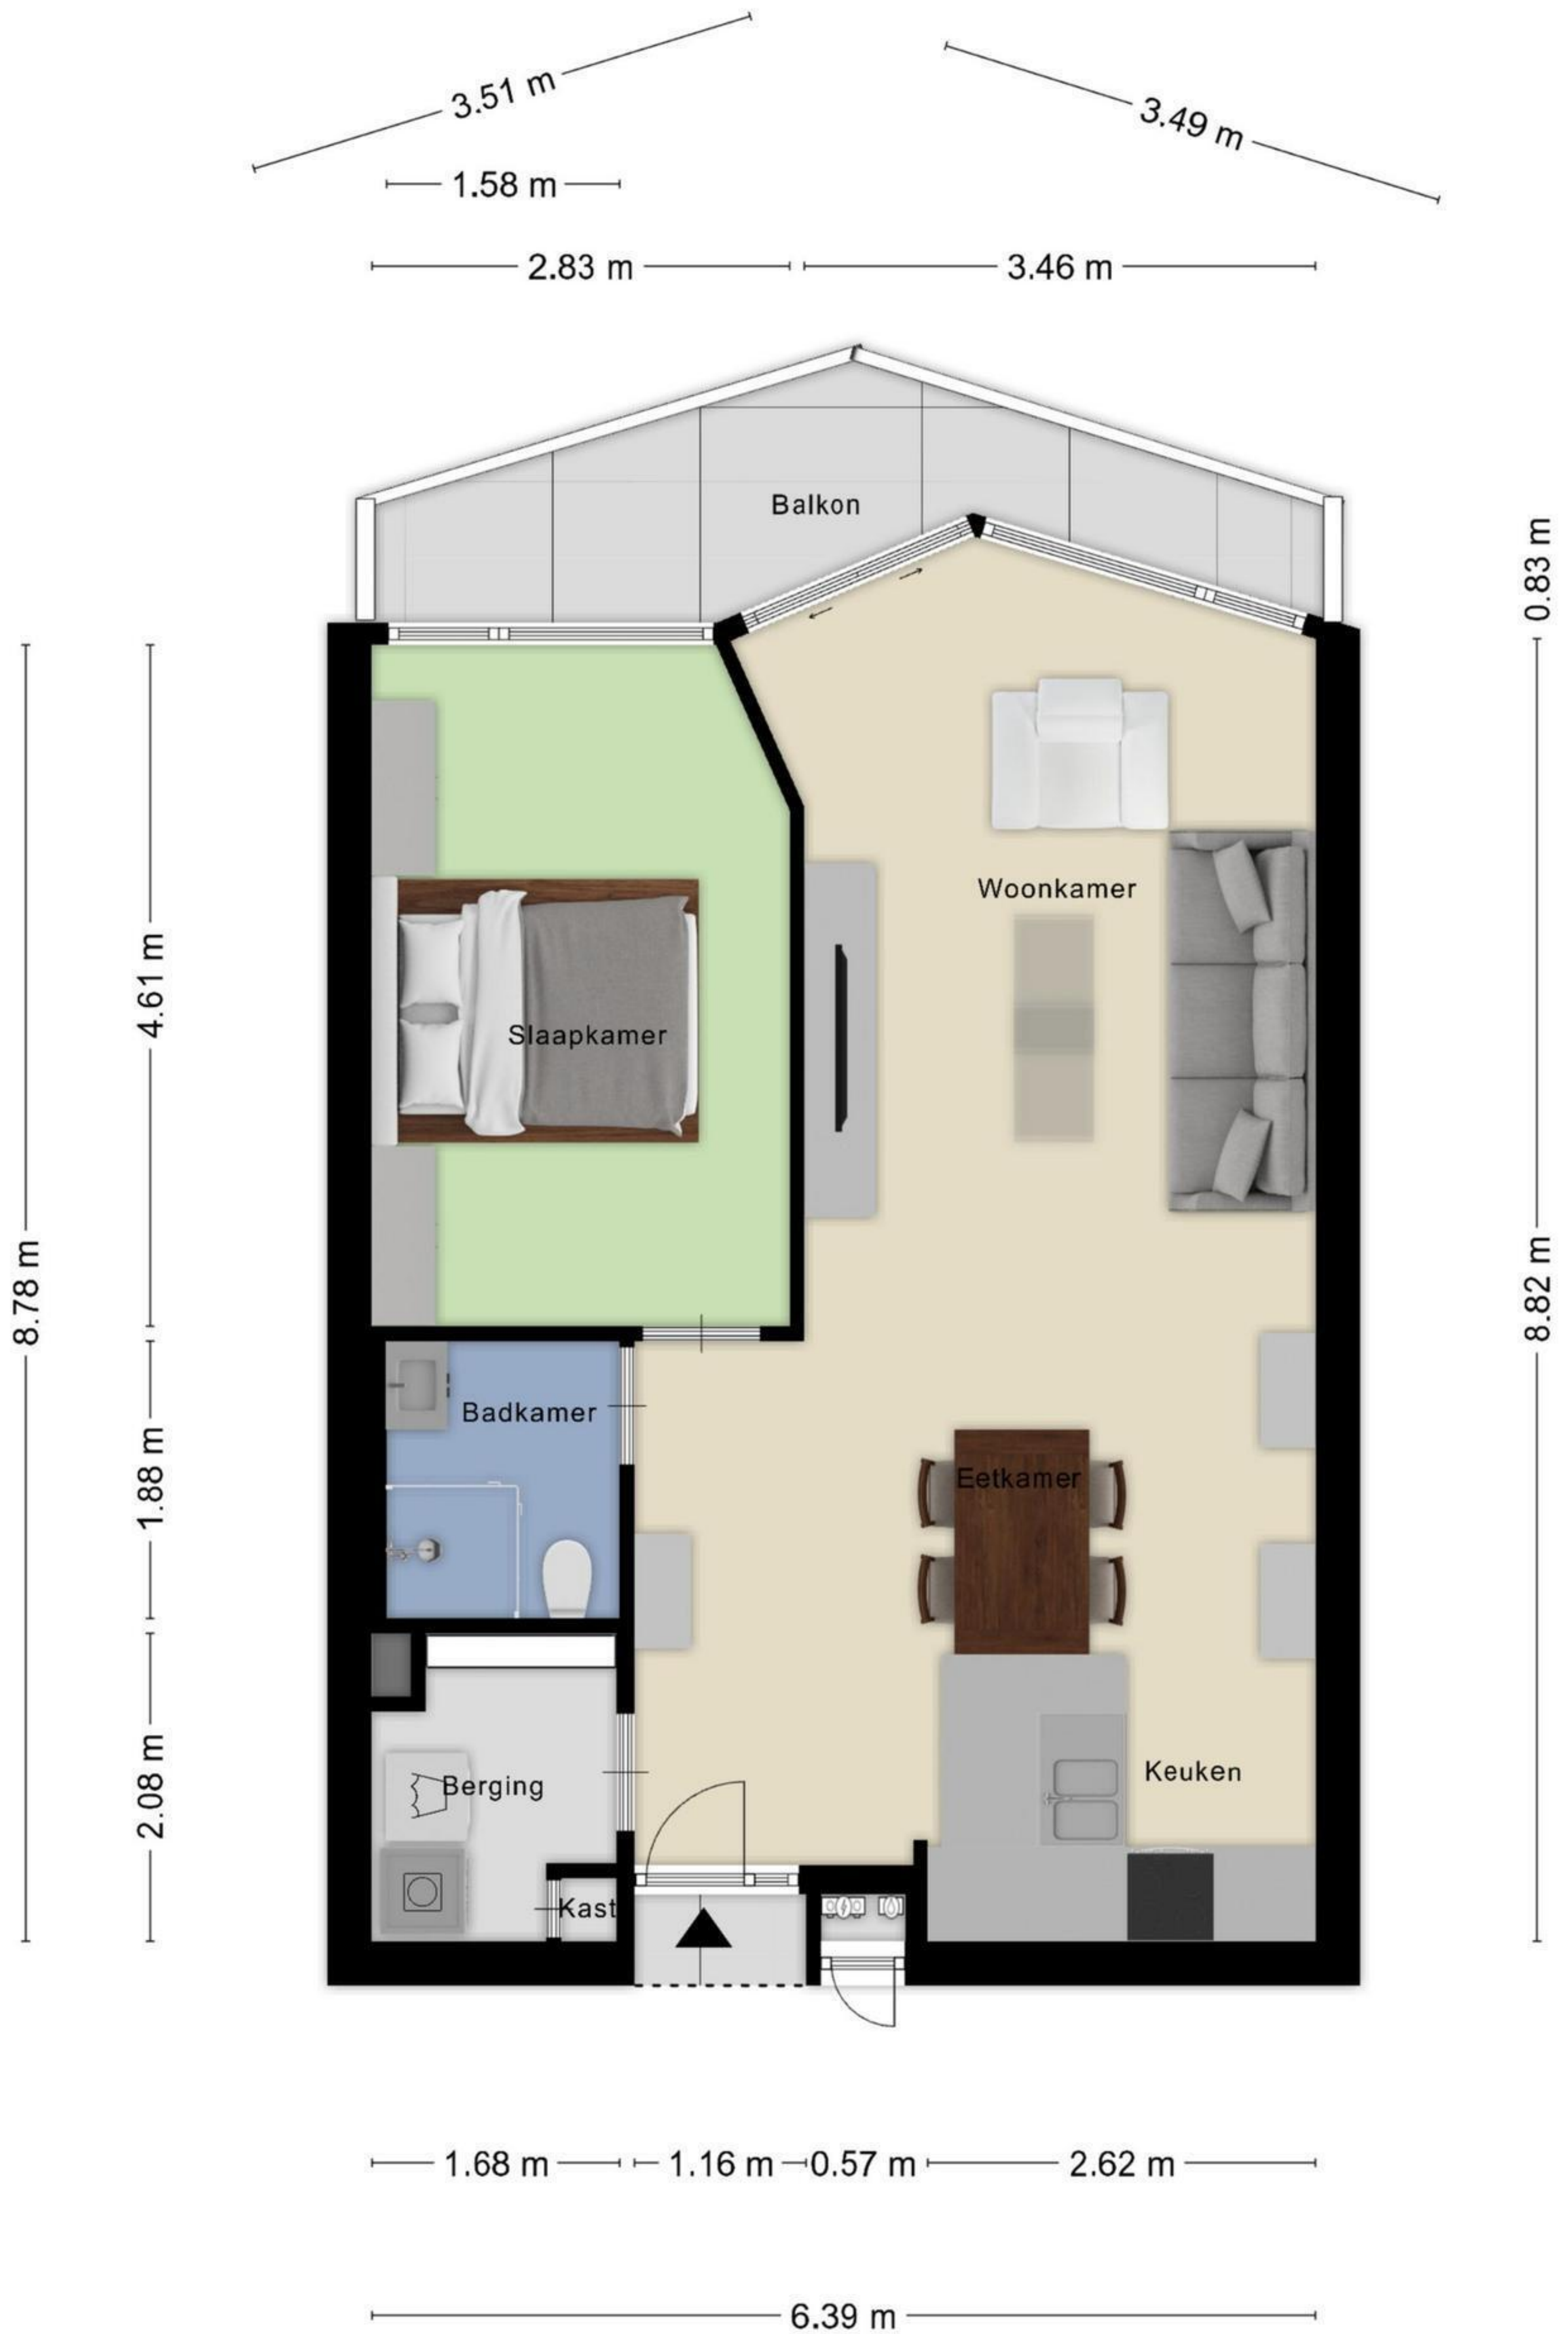 3.51 m
3.49 m
1.58 m
2.83 m
3.46 m
Balkon
0.83 m
Woonkamer
4.61 m
Slaapkamer
8.78 m
8.82 m
Badkamer
1.88 m
Eetkamer
Keuken
2.08 m
Berging
Kast
1.68 m
1.16 m
0.57 m
2.62 m
6.39 m